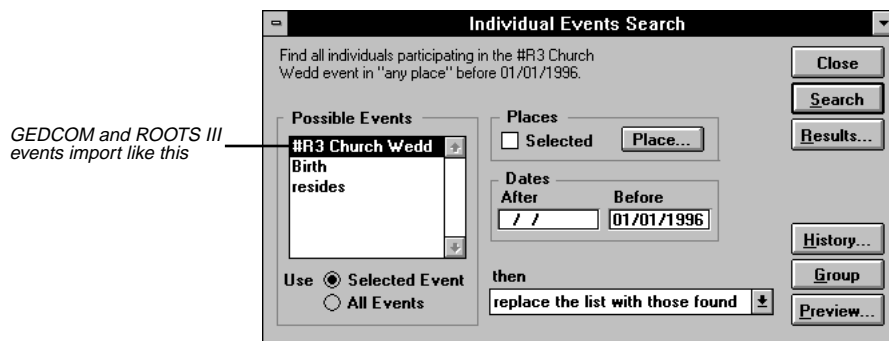 Individual Events Search
Find all individuals participating in the #R3 Church
Wedd event in "any place" before 01/01/1996.
GEDCOM and ROOTS III
events import like this
Possible Events
#R3 Church Wedd
Birth
resides
Use Selected Event
All Events
Places
Selected Place...
Dates
After Before
/ / 01/01/1996
then
replace the list with those found
Close
Search
Results...
History...
Group
Preview...